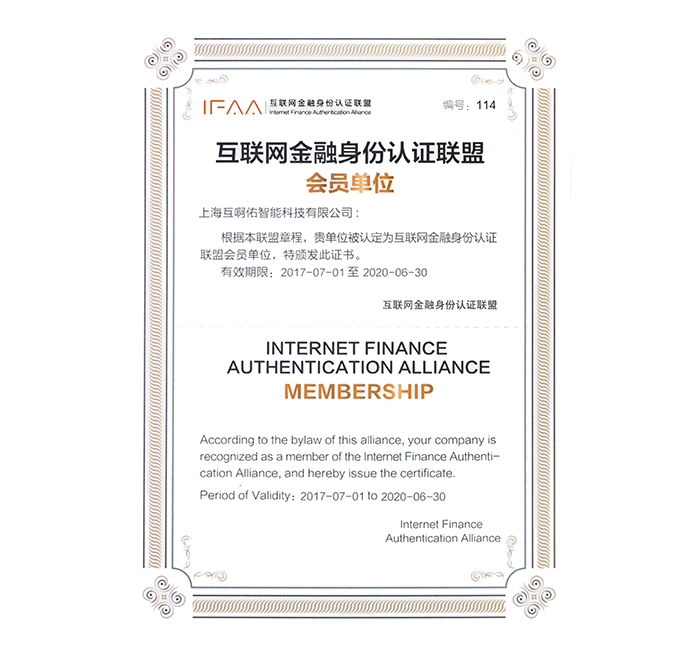 IFAA 互联网金融身份认证联盟
Internet Finance Authentication Alliance
编号：114
互联网金融身份认证联盟
会员单位
上海互啊佑智能科技有限公司：
根据本联盟章程，贵单位被认定为互联网金融身份认证
联盟会员单位，特颁发此证书。
有效期限：2017-07-01 至 2020-06-30
互联网金融身份认证联盟
INTERNET FINANCE
AUTHENTICATION ALLIANCE
MEMBERSHIP
According to the bylaw of this alliance, your company is
recognized as a member of the Internet Finance Authenti-
cation Alliance, and hereby issue the certificate.
Period of Validity: 2017-07-01 to 2020-06-30
Internet Finance
Authentication Alliance